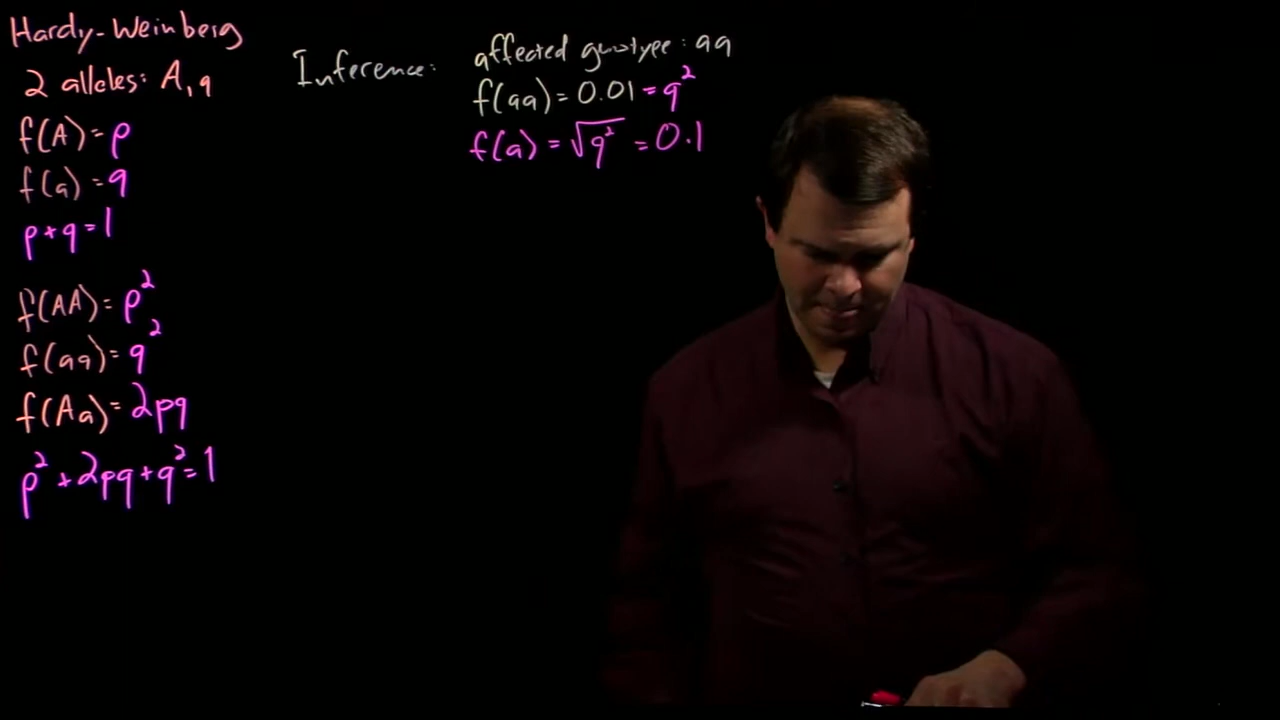 Hardy-Weinberg
2 alleles: A, a
f(A) = p
f(a) = q
p + q = 1
f(AA) = p²
f(aa) = q²
f(Aa) = 2pq
p² + 2pq + q² = 1
Inference:
affected genotype: aa
f(aa) = 0.01 = q²
f(a) = √q² = 0.1